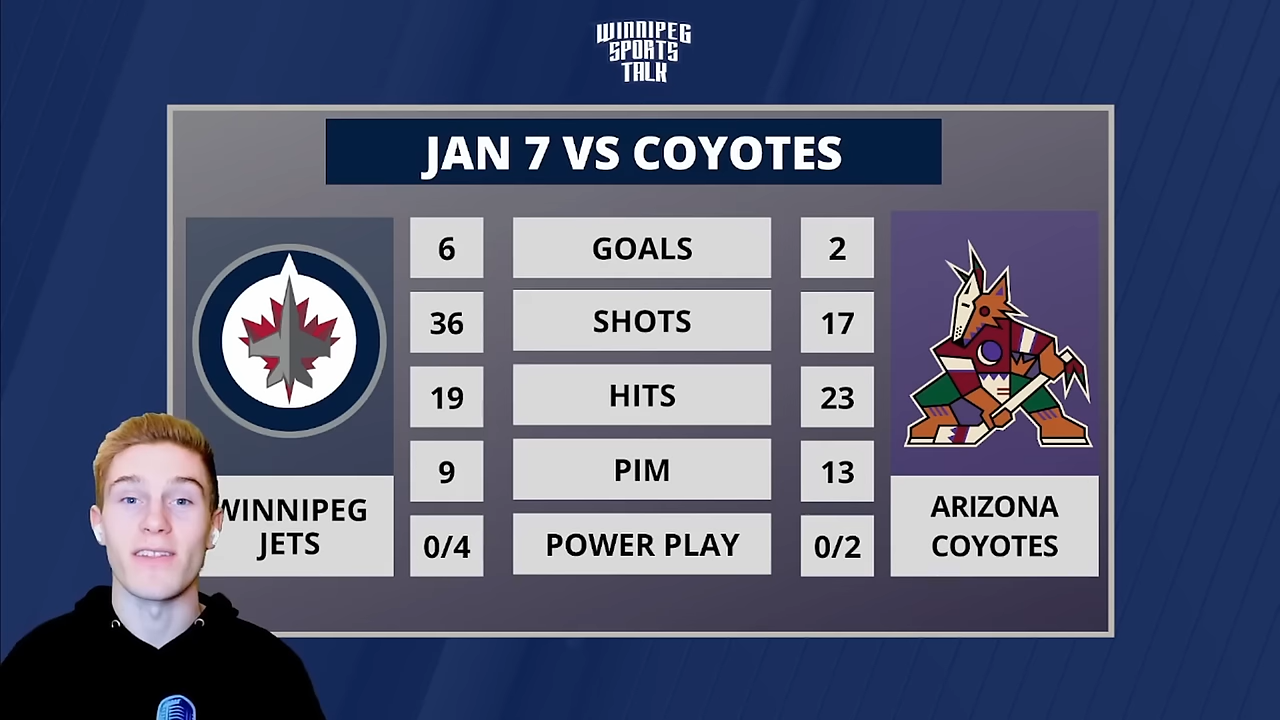 WINNIPEG
SPORTS
TALK
JAN 7 VS COYOTES
6 GOALS 2
36 SHOTS 17
19 HITS 23
9 PIM 13
0/4 POWER PLAY 0/2
WINNIPEG
JETS
ARIZONA
COYOTES